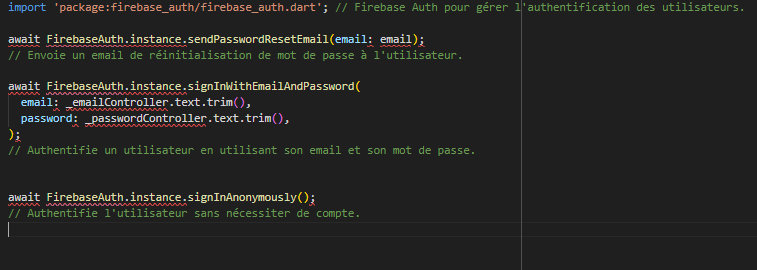 import 'package:firebase_auth/firebase_auth.dart'; // Firebase Auth pour gérer l'authentification des utilisateurs.
await FirebaseAuth.instance.sendPasswordResetEmail(email: email);
// Envoie un email de réinitialisation de mot de passe à l'utilisateur.
await FirebaseAuth.instance.signInWithEmailAndPassword(
email: _emailController.text.trim(),
password: _passwordController.text.trim(),
);
// Authentifie un utilisateur en utilisant son email et son mot de passe.
await FirebaseAuth.instance.signInAnonymously();
// Authentifie l'utilisateur sans nécessiter de compte.